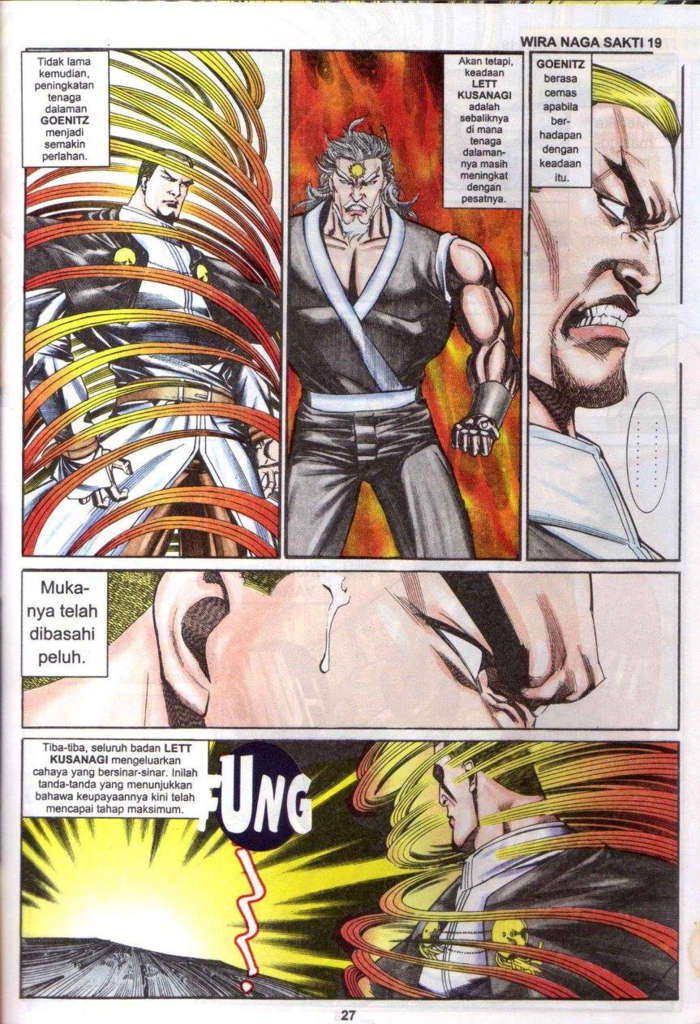 WIRA NAGA SAKTI 19
Tidak lama
kemudian,
peningkatan
tenaga
dalaman
GOENITZ
menjadi
semakin
perlahan.
Akan tetapi,
keadaan
LETT
KUSANAGI
adalah
sebaliknya
di mana
tenaga
dalaman-
nya masih
meningkat
dengan
pesatnya.
GOENITZ
berasa
cemas
apabila
ber-
hadapan
dengan
keadaan
itu.
Muka-
nya telah
dibasahi
peluh.
Tiba-tiba, seluruh badan LETT
KUSANAGI mengeluarkan
cahaya yang bersinar-sinar. Inilah
tanda-tanda yang menunjukkan
bahawa keupayaannya kini telah
mencapai tahap maksimum.
FUNG
27